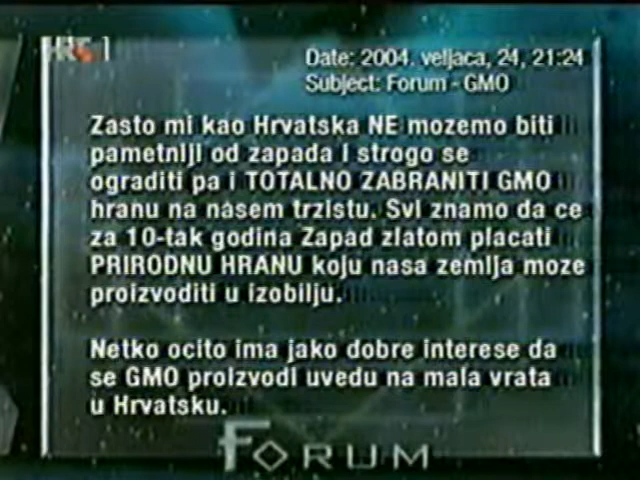 HRT 1
Date: 2004. veljaca, 24, 21:24
Subject: Forum - GMO
Zasto mi kao Hrvatska NE mozemo biti
pametniji od zapada i strogo se
ograditi pa i TOTALNO ZABRANITI GMO
hranu na nasem trzistu. Svi znamo da ce
za 10-tak godina Zapad zlatom placati
PRIRODNU HRANU koju nasa zemlja moze
proizvoditi u izobilju.
Netko ocito ima jako dobre interese da
se GMO proizvodi uvedu na mala vrata
u Hrvatsku.
FORUM